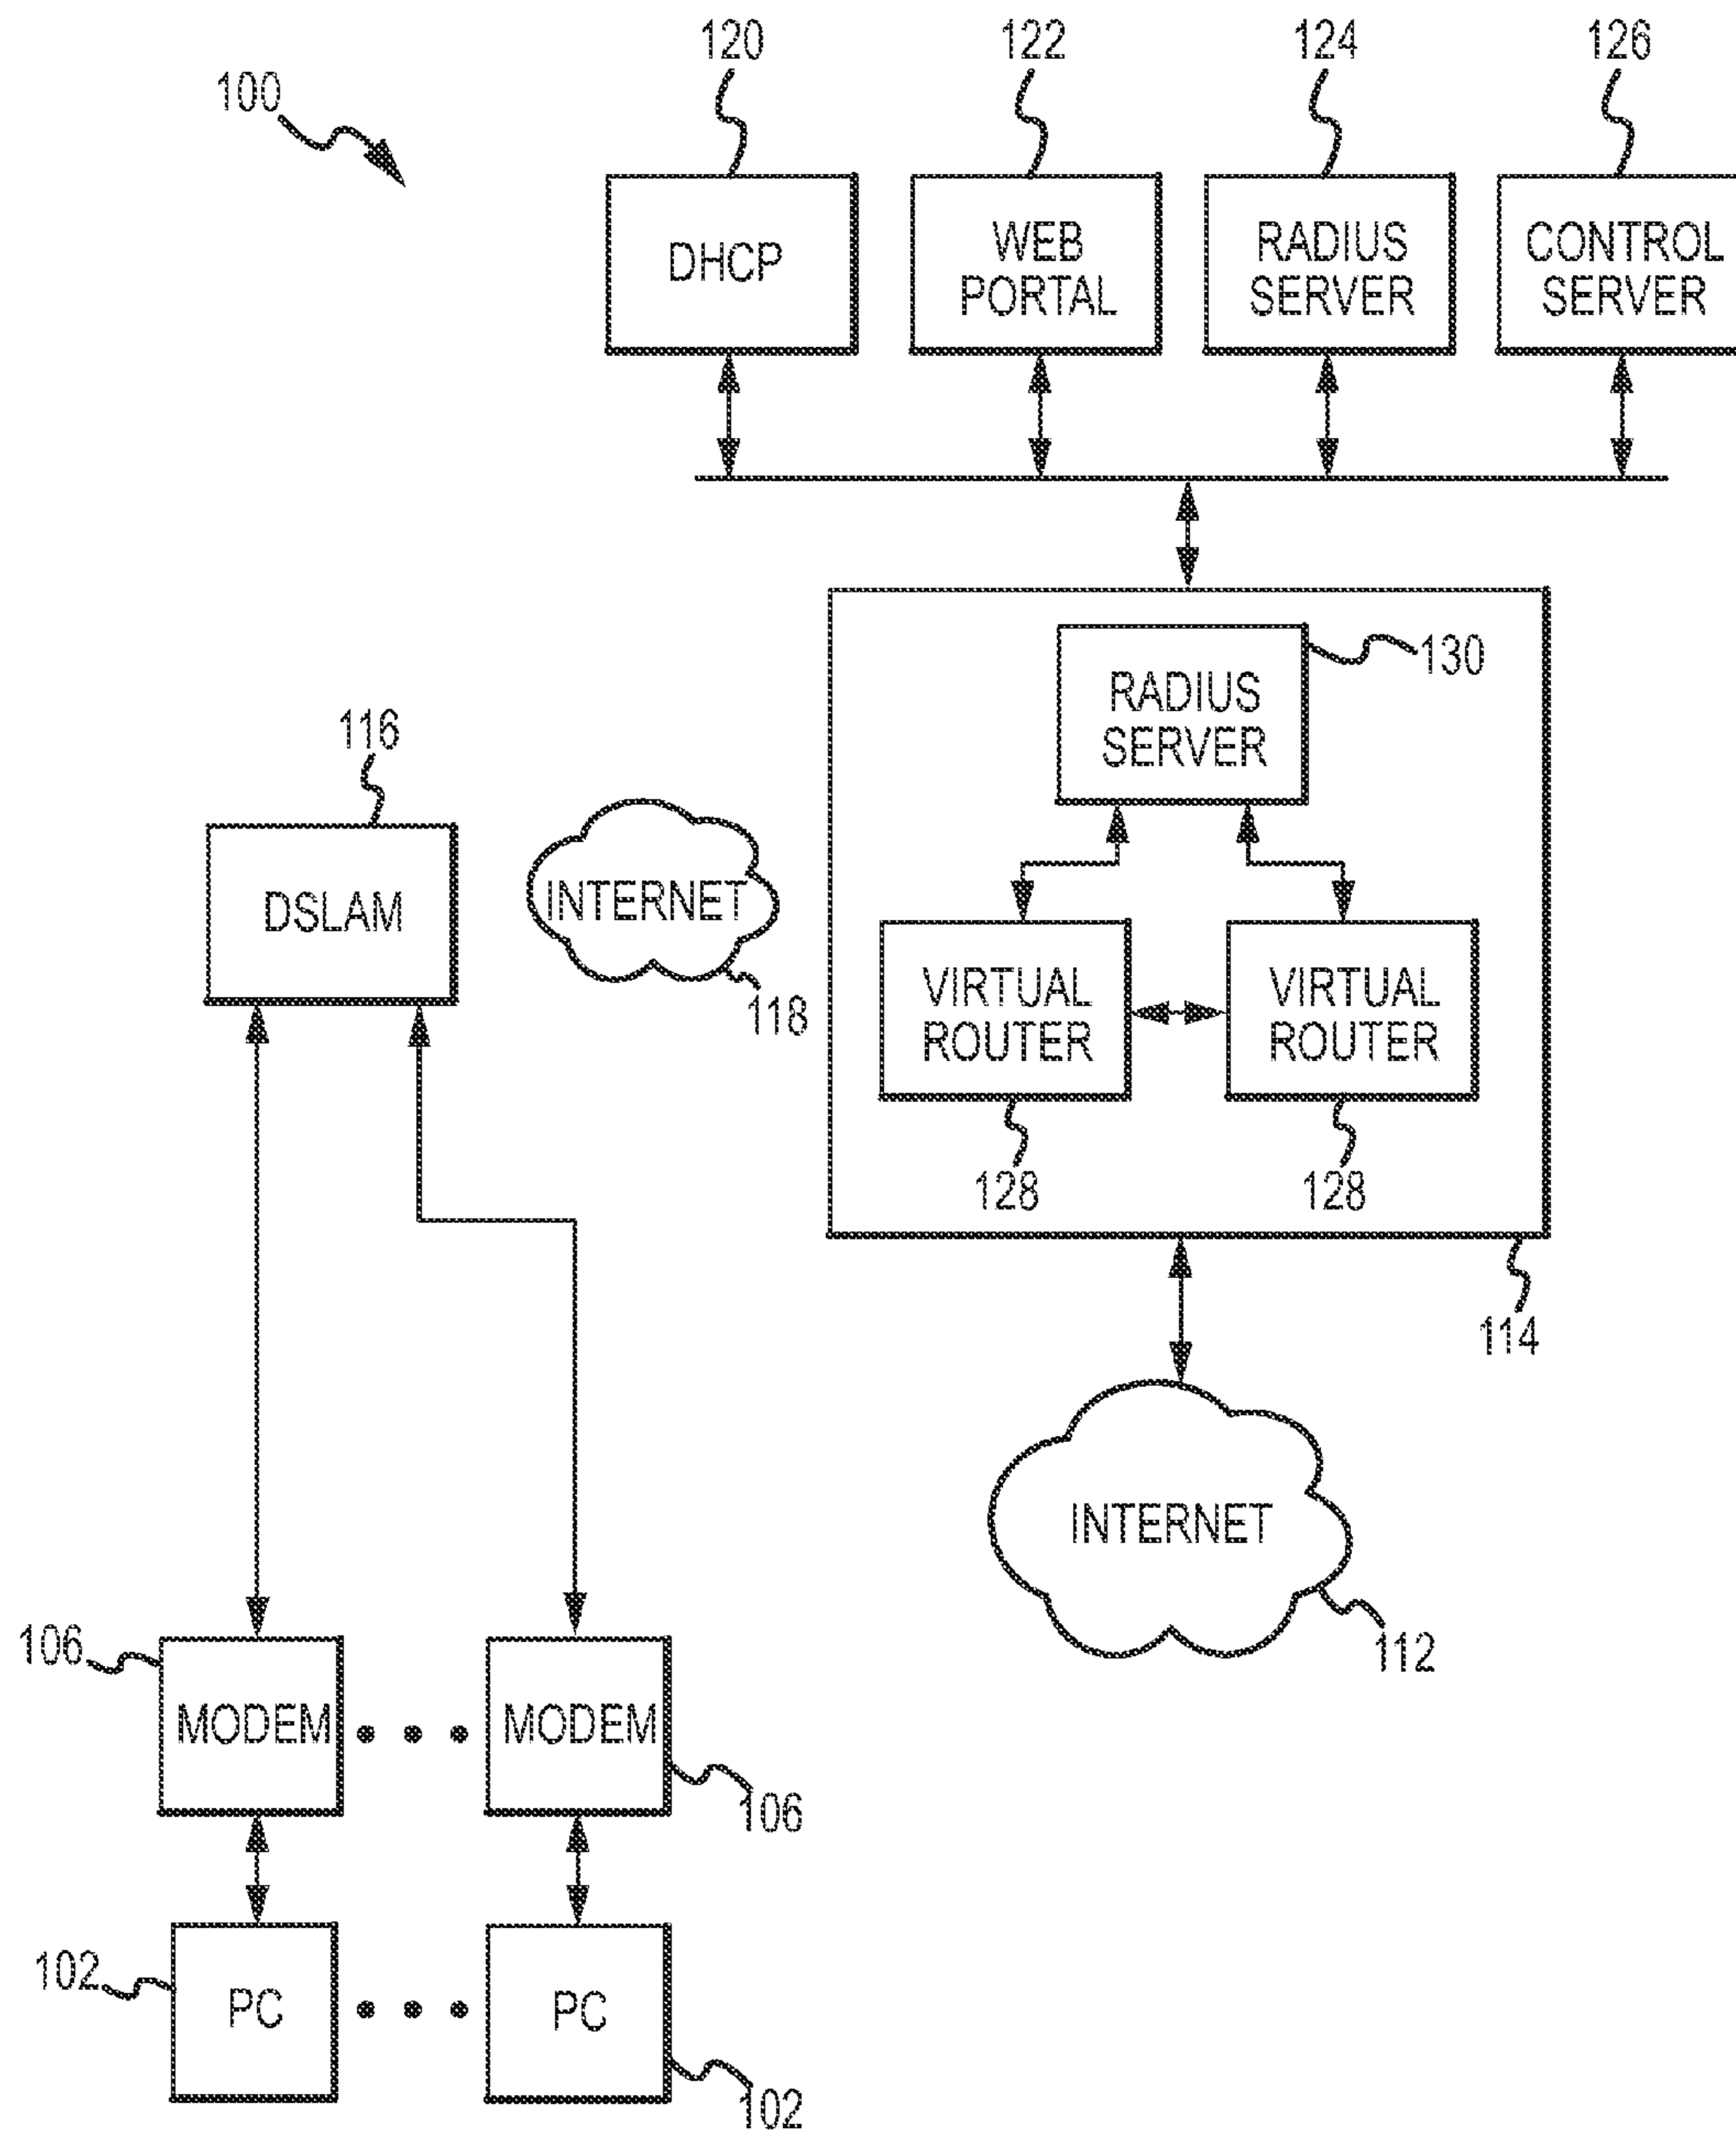 100
120
122
124
126
DHCP
WEB
PORTAL
RADIUS
SERVER
CONTROL
SERVER
RADIUS
SERVER
130
116
DSLAM
INTERNET
118
VIRTUAL
ROUTER
VIRTUAL
ROUTER
128
128
114
INTERNET
112
106
MODEM
MODEM
106
102
PC
PC
102